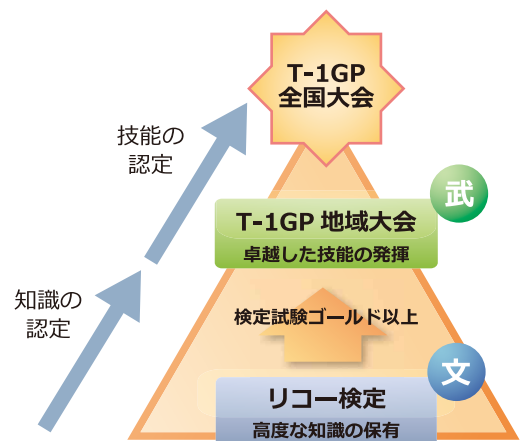 T-1GP
全国大会
技能の
認定
武
T-1GP 地域大会
卓越した技能の発揮
知識の
認定
検定試験ゴールド以上
文
リコー検定
高度な知識の保有